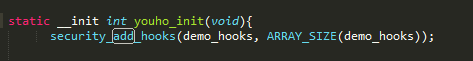 static __init int youho_init(void){
security_add_hooks(demo_hooks, ARRAY_SIZE(demo_hooks));